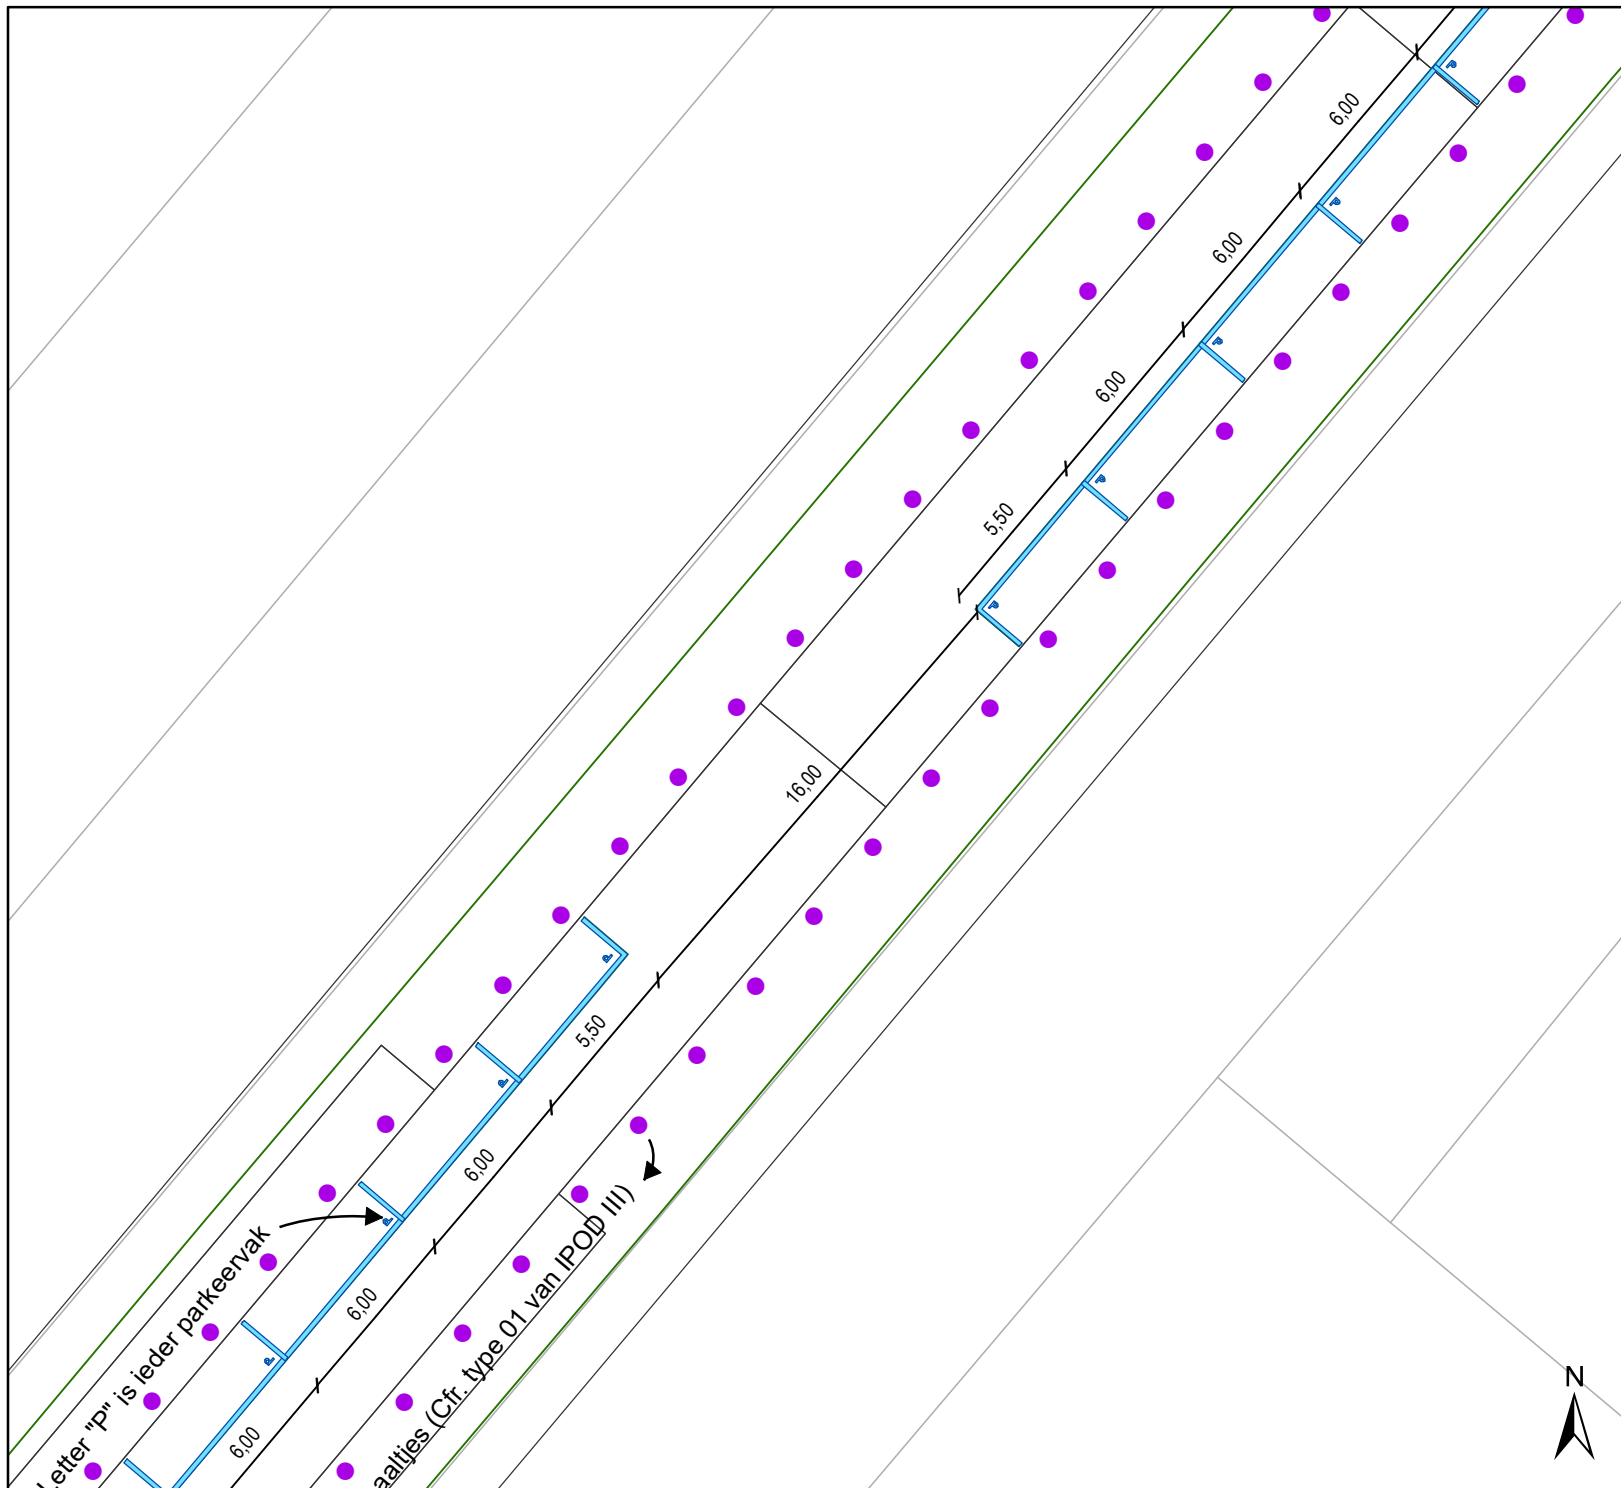 6,00
P
P
6,00
P
6,00
P
5,50
P
16,00
P
5,50
P
6,00
P
6,00
P
6,00
Letter "P" is ieder parkeervak
aaltjes (Cfr. type 01 van IPOD III)
N